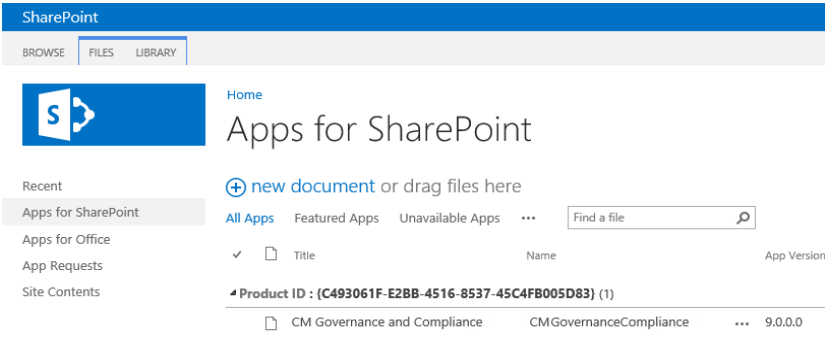 SharePoint
BROWSE FILES LIBRARY
S
Home
Apps for SharePoint
new document or drag files here
Recent
Apps for SharePoint
Apps for Office
App Requests
Site Contents
All Apps Featured Apps Unavailable Apps ••• Find a file
Title Name App Version
Product ID : {C493061F-E2BB-4516-8537-45C4FB005D83} (1)
CM Governance and Compliance CMGovernanceCompliance ••• 9.0.0.0